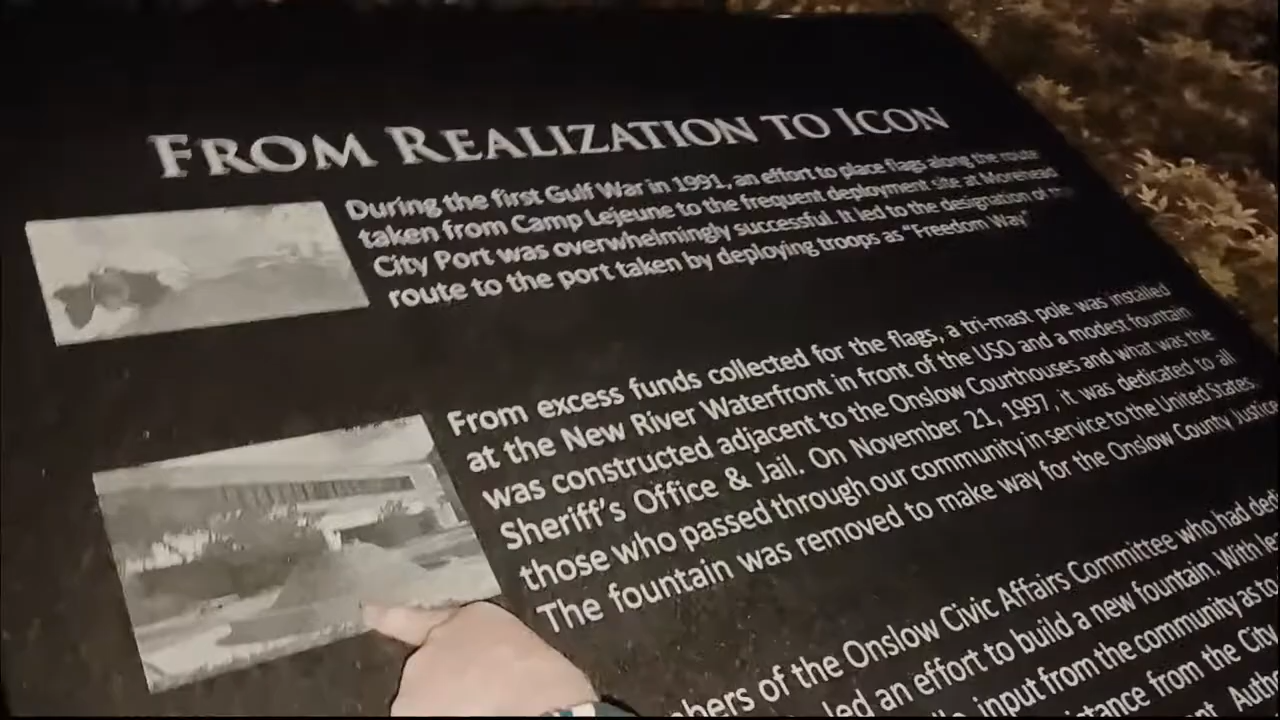 FROM REALIZATION TO ICON
During the first Gulf War in 1991, an effort to place flags along the route
taken from Camp Lejeune to the frequent deployment site at Morehead
City Port was overwhelmingly successful. It led to the designation of
route to the port taken by deploying troops as "Freedom Way"
From excess funds collected for the flags, a tri-mast pole was installed
at the New River Waterfront in front of the USO and a modest fountain
was constructed adjacent to the Onslow Courthouses and what was the
Sheriff's Office & Jail. On November 21, 1997, it was dedicated to all
those who passed through our community in service to the United States.
The fountain was removed to make way for the Onslow County Justice
of the Onslow Civic Affairs Committee who had
led an effort to build a new fountain. With
input from the community as to
from the City